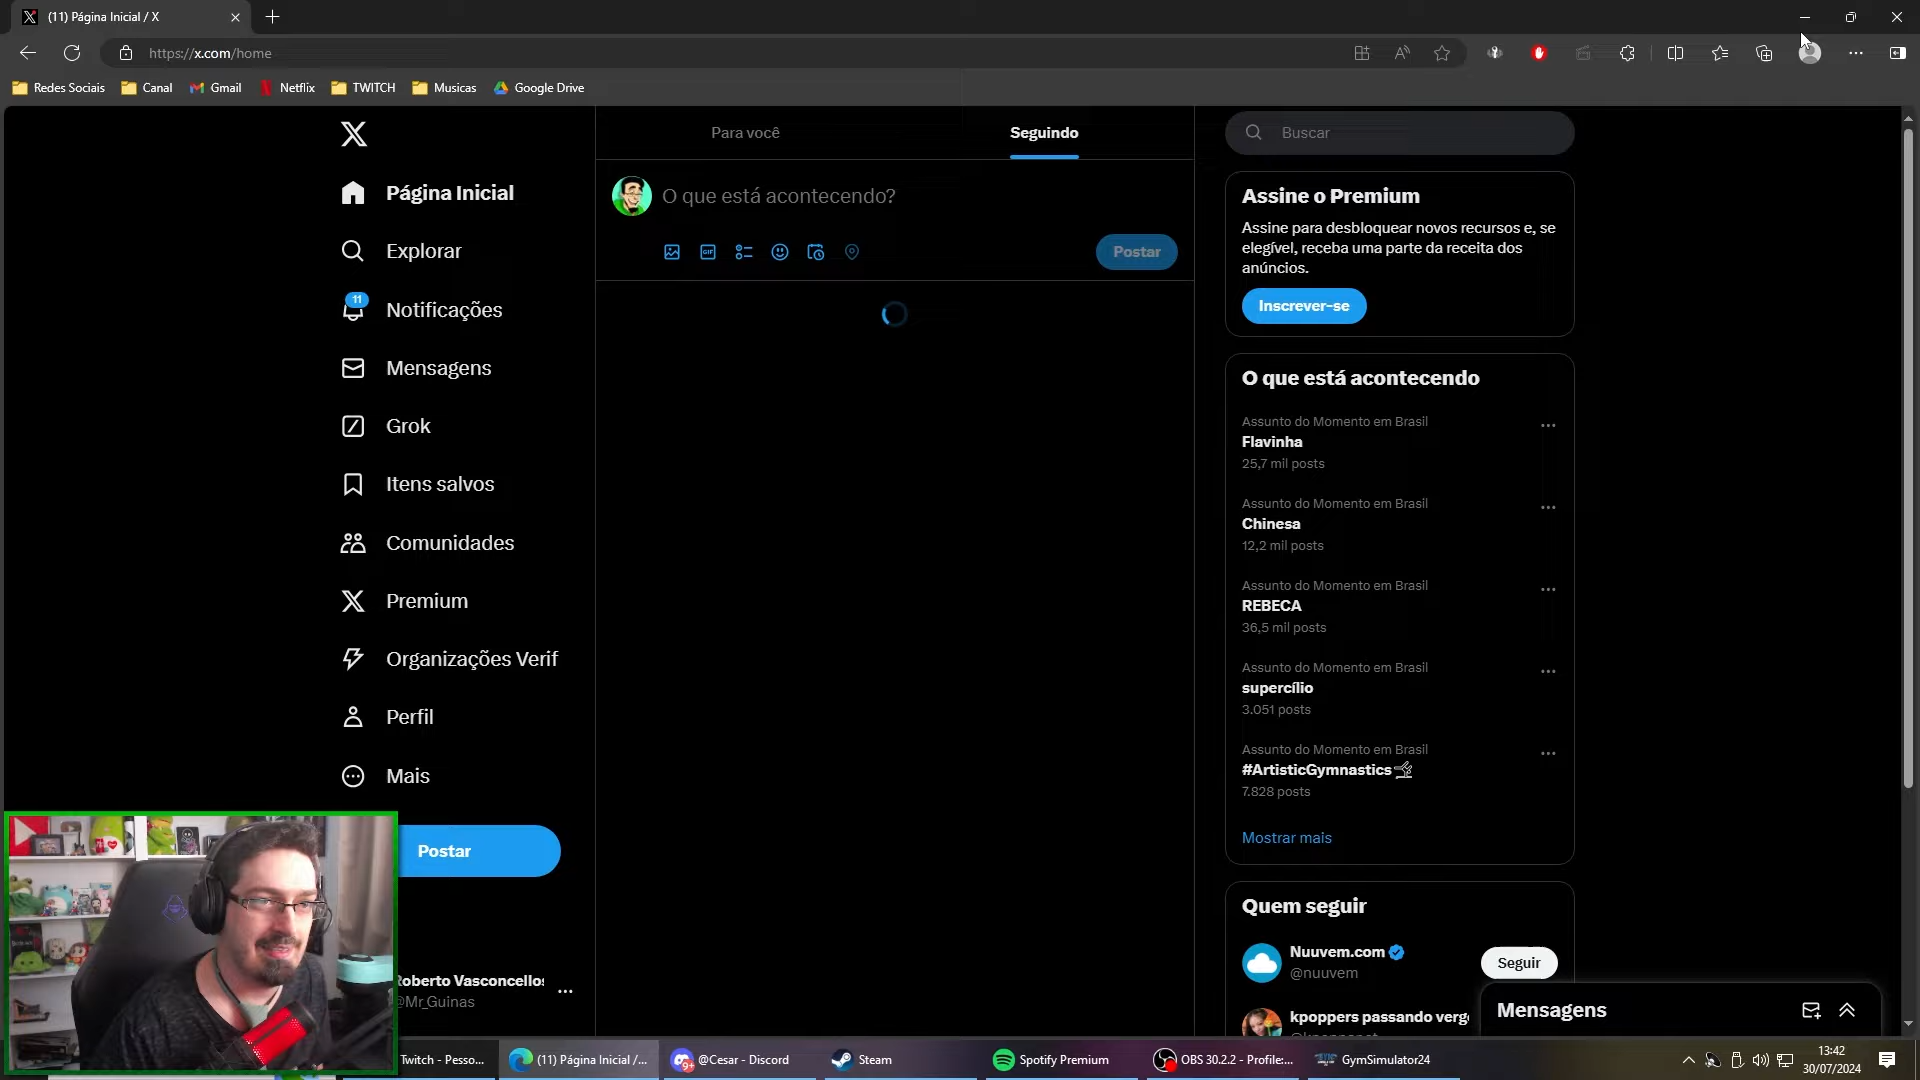 (11) Página Inicial / X
https://x.com/home
Redes Sociais
Canal
Gmail
Netflix
TWITCH
Musicas
Google Drive
Página Inicial
Explorar
11
Notificações
Mensagens
Grok
Itens salvos
Comunidades
Premium
Organizações Verif
Perfil
Mais
Postar
Roberto Vasconcellos
@Mr_Guinas
Para você
Seguindo
O que está acontecendo?
GIF
Postar
Buscar
Assine o Premium
Assine para desbloquear novos recursos e, se
elegível, receba uma parte da receita dos
anúncios.
Inscrever-se
O que está acontecendo
Assunto do Momento em Brasil
Flavinha
25,7 mil posts
Assunto do Momento em Brasil
Chinesa
12,2 mil posts
Assunto do Momento em Brasil
REBECA
36,5 mil posts
Assunto do Momento em Brasil
supercílio
3.051 posts
Assunto do Momento em Brasil
#ArtisticGymnastics
7.828 posts
Mostrar mais
Quem seguir
Nuuvem.com
@nuuvem
Seguir
kpoppers passando verg
Mensagens
Twitch - Pesso...
(11) Página Inicial /...
9+
@Cesar - Discord
Steam
Spotify Premium
OBS 30.2.2 - Profile:...
GymSimulator24
13:42
30/07/2024